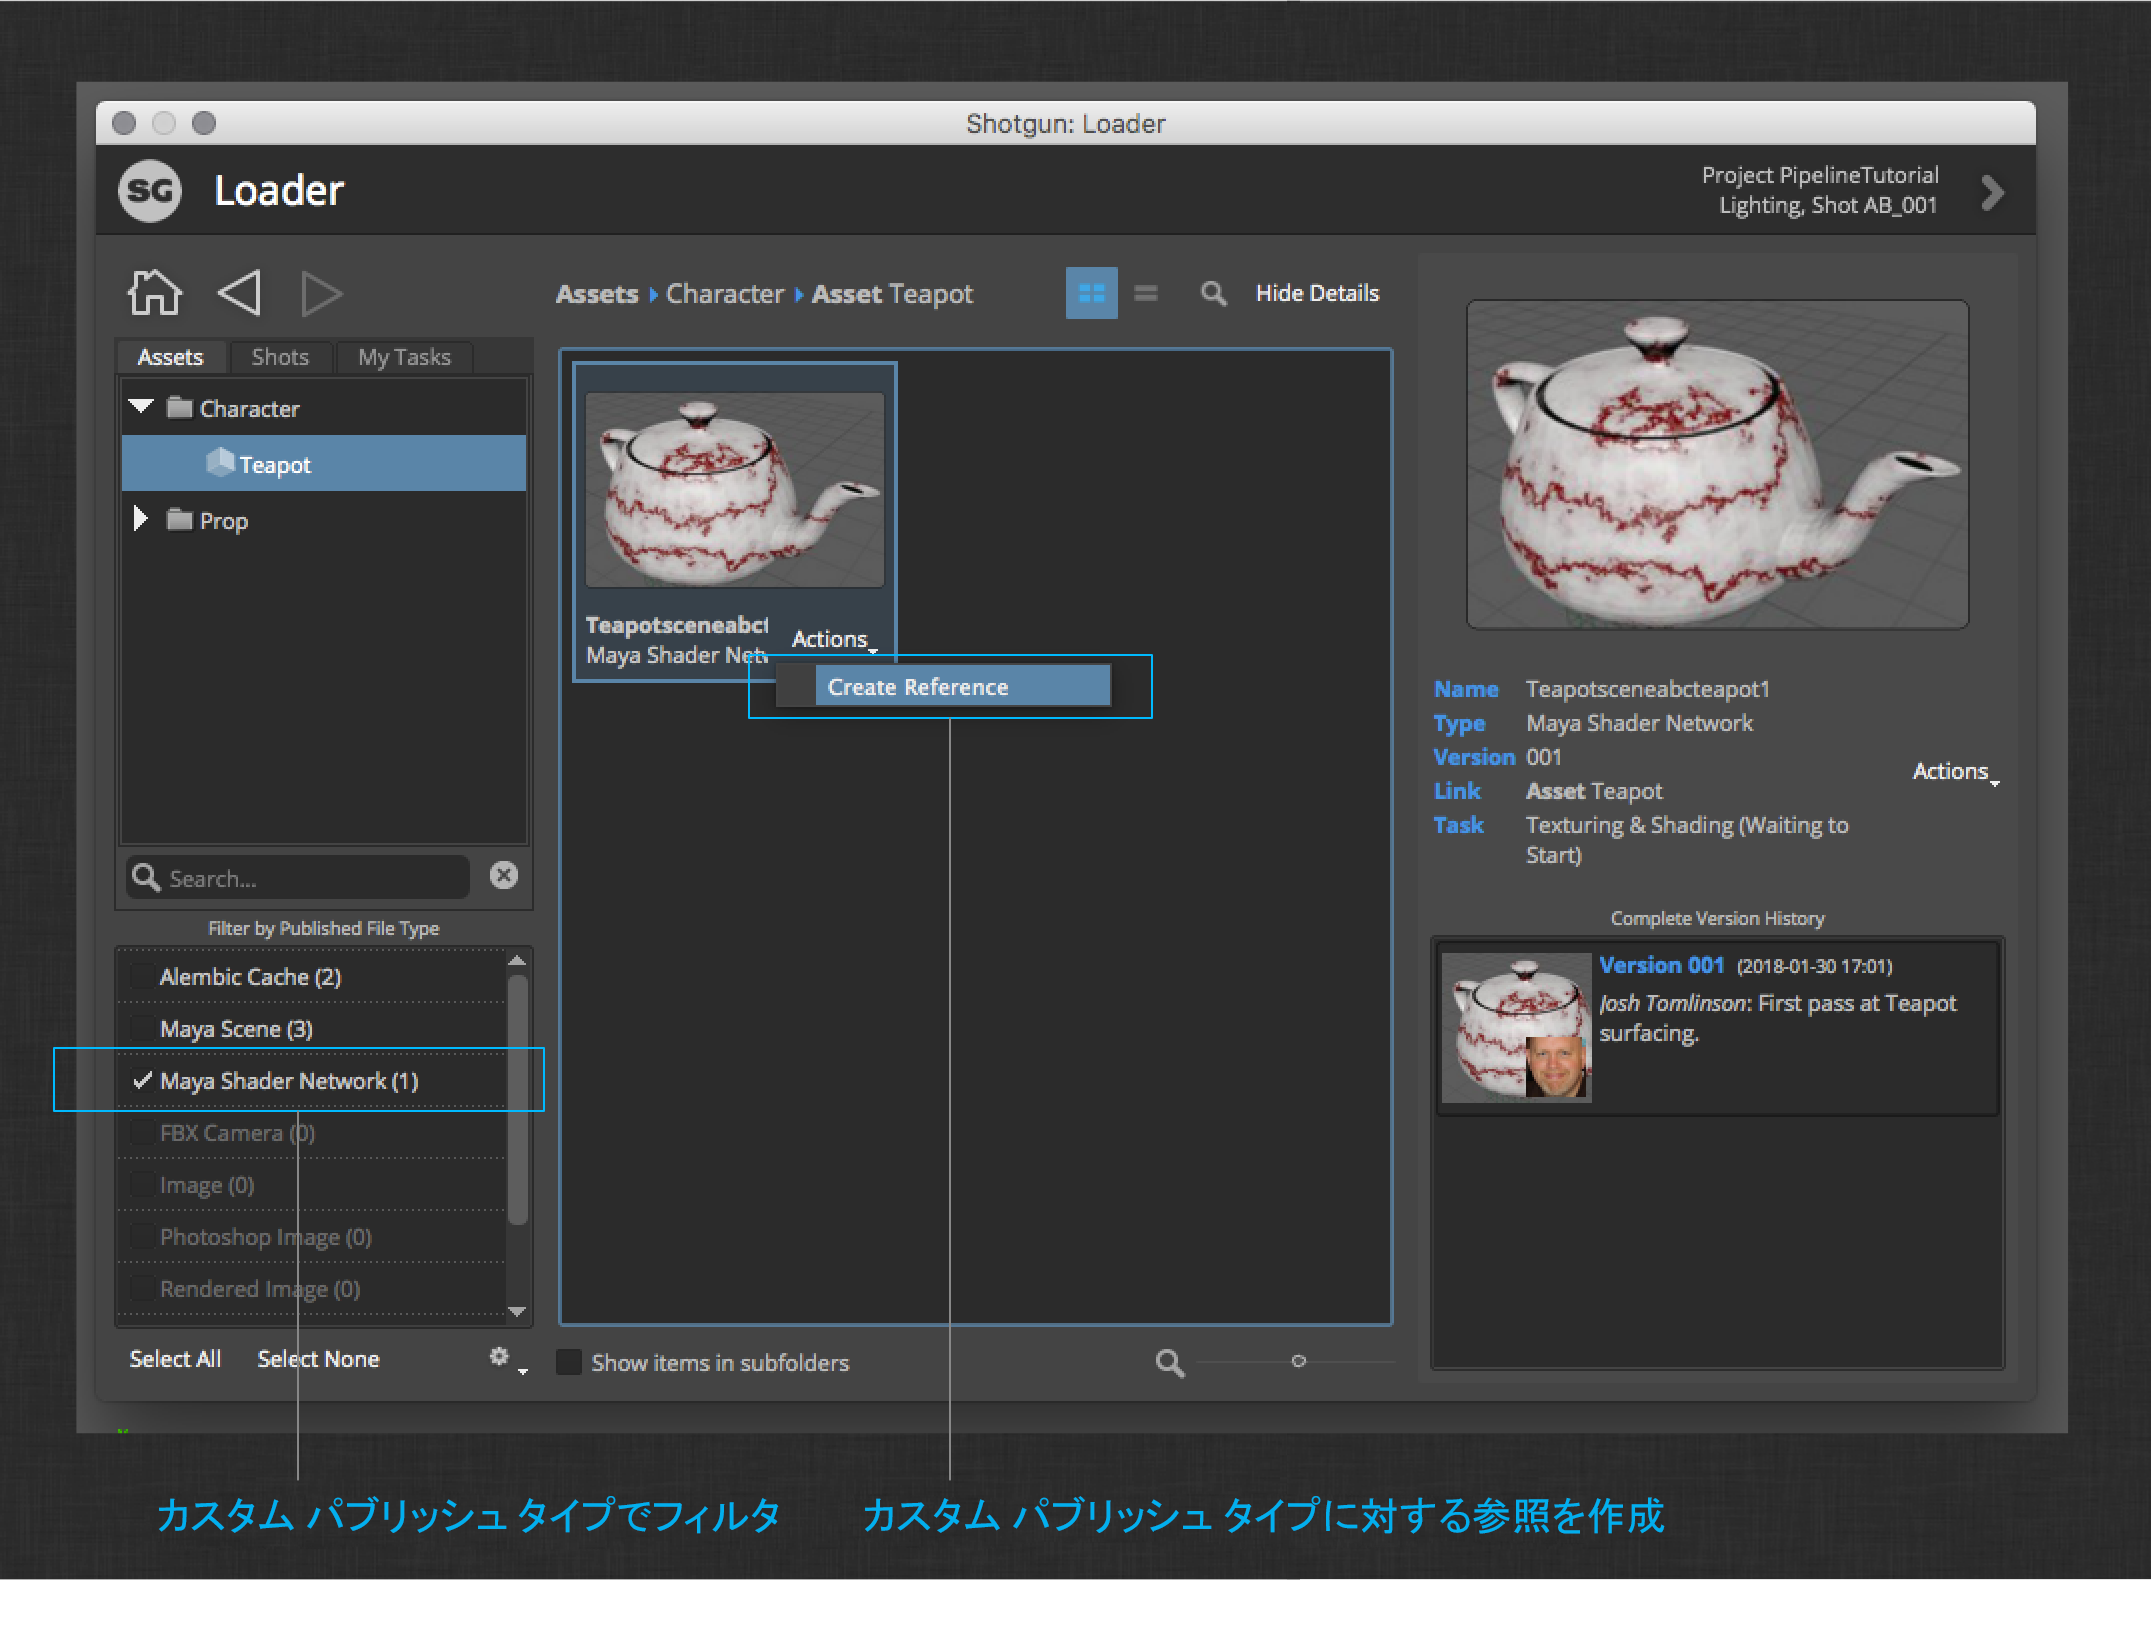 Shotgun: Loader
SG
Loader
Project PipelineTutorial
Lighting, Shot AB_001
Assets Character Asset Teapot
Hide Details
Assets
Shots
My Tasks
Character
Teapot
Prop
Search...
Filter by Published File Type
Alembic Cache (2)
Maya Scene (3)
Maya Shader Network (1)
FBX Camera (0)
Image (0)
Photoshop Image (0)
Rendered Image (0)
Select All
Select None
Teapotsceneabct
Maya Shader Netw
Actions
Create Reference
Show items in subfolders
Name Teapotsceneabcteapot1
Type Maya Shader Network
Version 001
Link Asset Teapot
Task Texturing & Shading (Waiting to
Start)
Actions
Complete Version History
Version 001 (2018-01-30 17:01)
Josh Tomlinson: First pass at Teapot
surfacing.
カスタム パブリッシュ タイプでフィルタ
カスタム パブリッシュ タイプに対する参照を作成